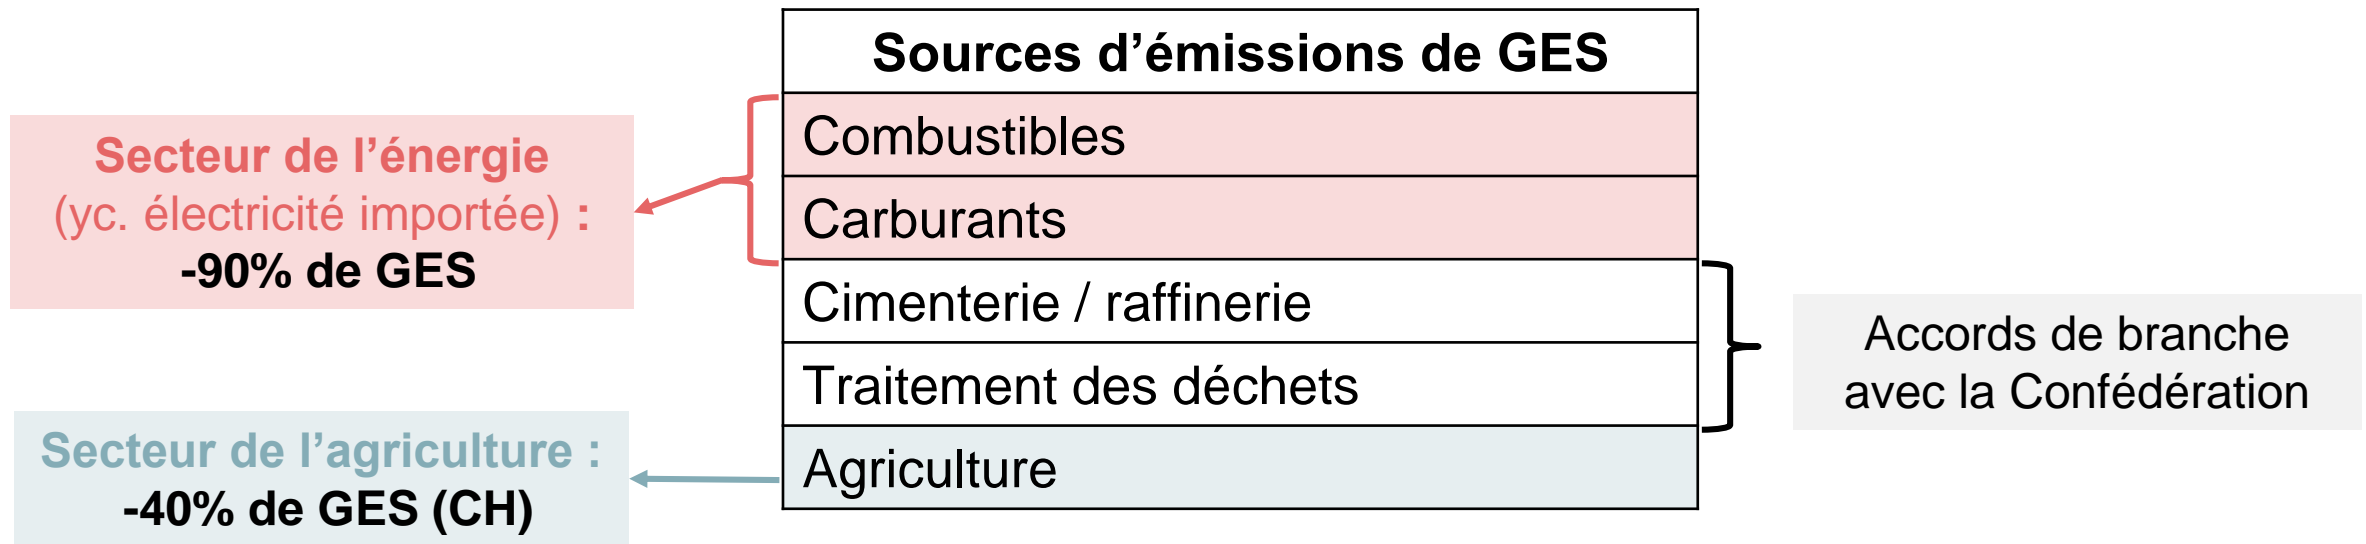 Sources d’émissions de GES
Combustibles
Carburants
Cimenterie / raffinerie
Traitement des déchets
Agriculture
Secteur de l’énergie
(yc. électricité importée) :
-90% de GES
Secteur de l’agriculture :
-40% de GES (CH)
Accords de branche
avec la Confédération